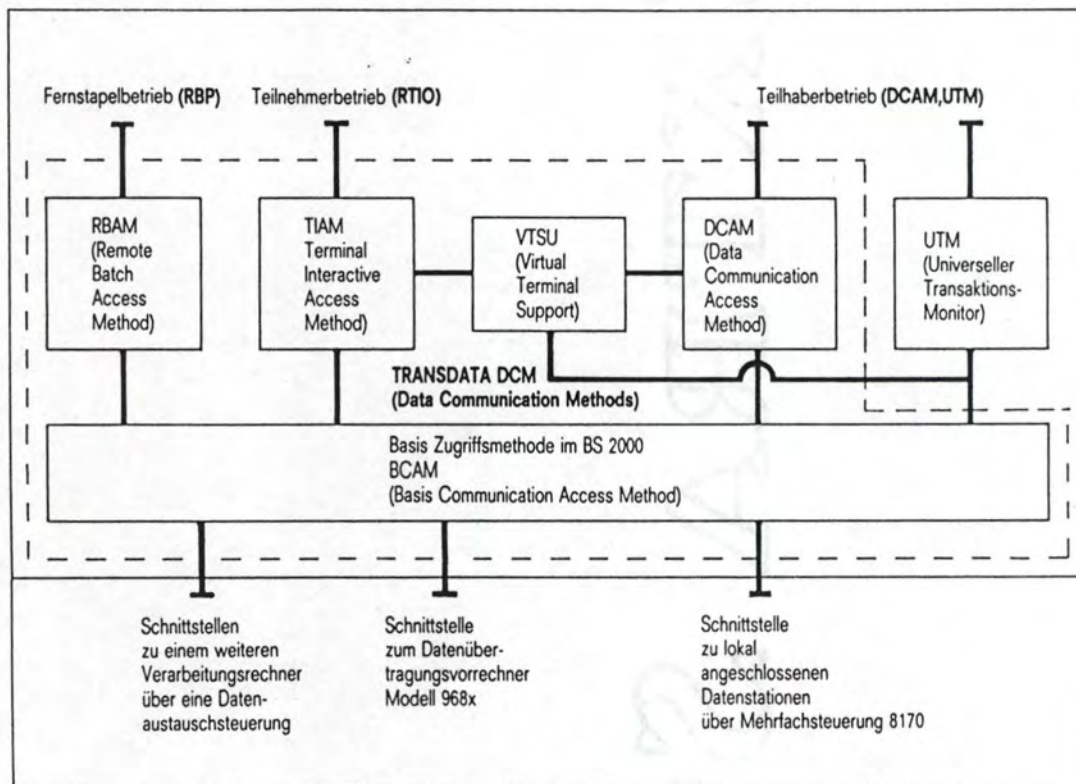 Fernstapelbetrieb (RBP)
Teilnehmerbetrieb (RTIO)
Teilhaberbetrieb (DCAM,UTM)
RBAM
(Remote
Batch
Access
Method)
TIAM
Terminal
Interactive
Access
Method)
VTSU
(Virtual
Terminal
Support)
DCAM
(Data
Communication
Access
Method)
UTM
(Universeller
Transaktions-
Monitor)
TRANSDATA DCM
(Data Communication Methods)
Basis Zugriffsmethode im BS 2000
BCAM
(Basis Communication Access Method)
Schnittstellen
zu einem weiteren
Verarbeitungsrechner
über eine Daten-
austauschsteuerung
Schnittstelle
zum Datenüber-
tragungsvorrechner
Modell 968x
Schnittstelle
zu lokal
angeschlossenen
Datenstationen
über Mehrfachsteuerung 8170